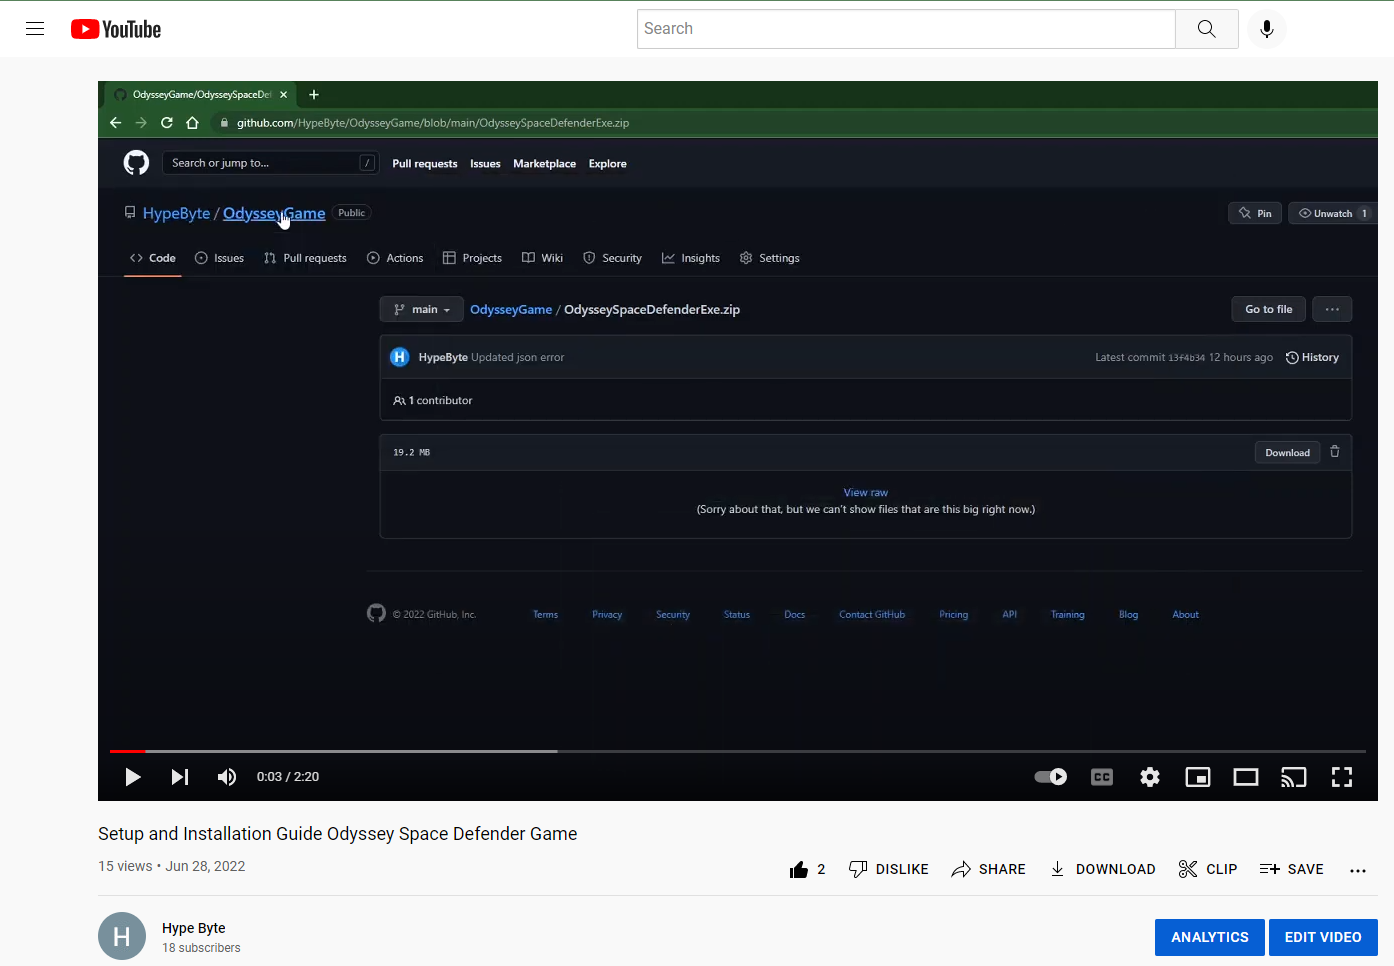 YouTube
Search
OdysseyGame/OdysseySpaceDe
github.com/HypeByte/OdysseyGame/blob/main/OdysseySpaceDefenderExe.zip
Search or jump to... / Pull requests Issues Marketplace Explore
HypeByte / OdysseyGame Public Pin Unwatch 1
Code Issues Pull requests Actions Projects Wiki Security Insights Settings
main OdysseyGame / OdysseySpaceDefenderExe.zip Go to file ...
H HypeByte Updated json error Latest commit 13f4b34 12 hours ago History
1 contributor
19.2 MB Download
View raw
(Sorry about that, but we can't show files that are this big right now.)
© 2022 GitHub, Inc. Terms Privacy Security Status Docs Contact GitHub Pricing API Training Blog About
0:03 / 2:20 CC
Setup and Installation Guide Odyssey Space Defender Game
15 views • Jun 28, 2022
2 DISLIKE SHARE DOWNLOAD CLIP SAVE ...
H Hype Byte
18 subscribers
ANALYTICS EDIT VIDEO